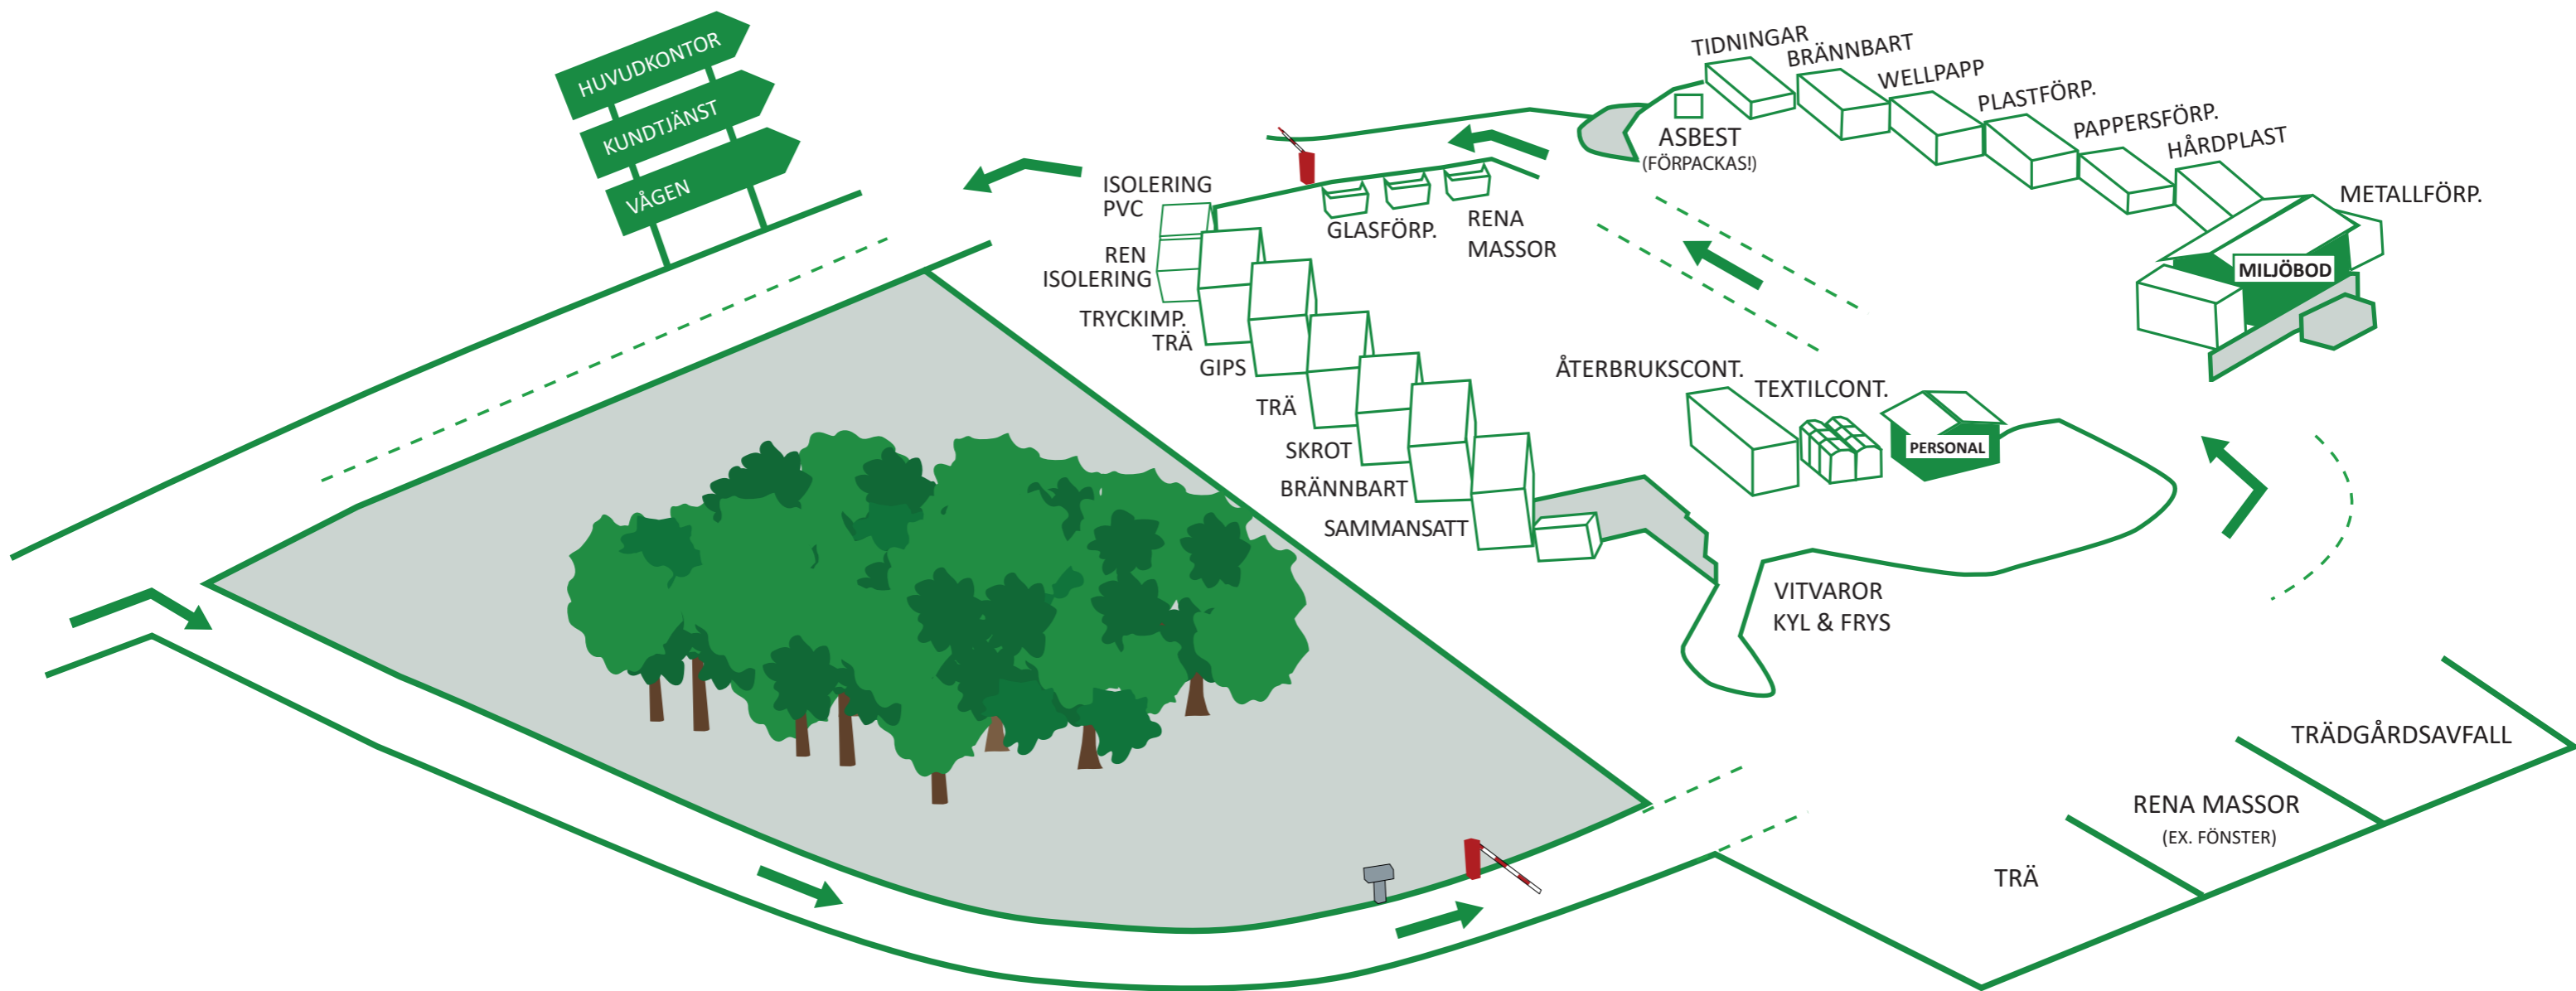 HUVUDKONTOR
KUNDTJÄNST
VÅGEN
TIDNINGAR
BRÄNNBART
WELLPAPP
PLASTFÖRP.
PAPPERSFÖRP.
HÅRDPLAST
METALLFÖRP.
MILJÖBOD
ASBEST
(FÖRPACKAS!)
ISOLERING
PVC
GLASFÖRP.
RENA
MASSOR
REN
ISOLERING
TRYCKIMP.
TRÄ
GIPS
TRÄ
SKROT
BRÄNNBART
SAMMANSATT
ÅTERBRUKSCONT.
TEXTILCONT.
PERSONAL
VITVAROR
KYL & FRYS
TRÄDGÅRDSAVFALL
RENA MASSOR
(EX. FÖNSTER)
TRÄ